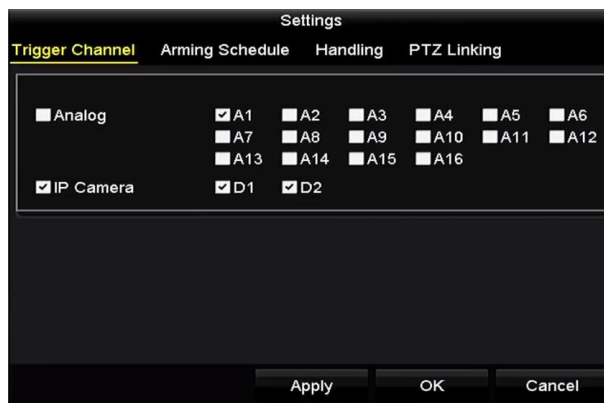 Settings
Trigger Channel Arming Schedule Handling PTZ Linking
Analog A1 A2 A3 A4 A5 A6
A7 A8 A9 A10 A11 A12
A13 A14 A15 A16
IP Camera D1 D2
Apply OK Cancel